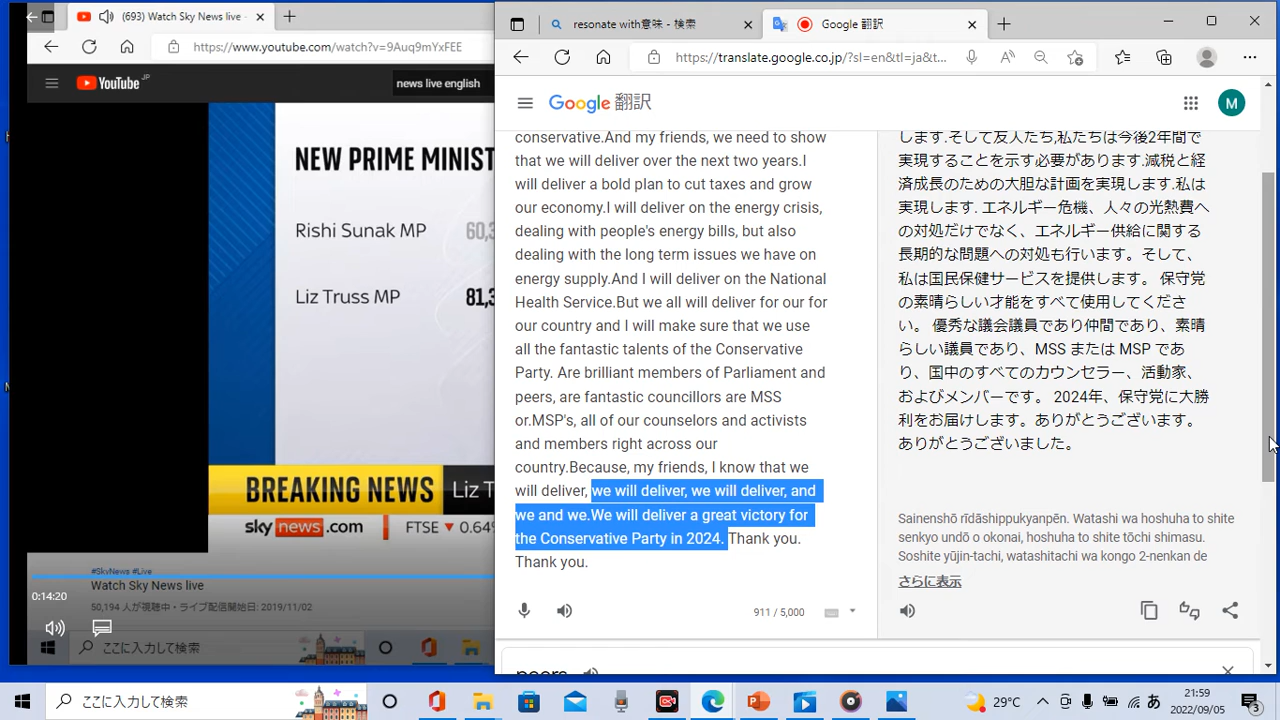 (693) Watch Sky News live -
https://www.youtube.com/watch?v=9Auq9mYxFEE
YouTube JP
news live english
NEW PRIME MINIST
Rishi Sunak MP 60,3
Liz Truss MP 81,3
BREAKING NEWS Liz T
sky news.com FTSE ▼ 0.64
#SkyNews #Live
Watch Sky News live
0:14:20
50,194 人が視聴中・ライブ配信開始日: 2019/11/02
ここに入力して検索
resonate with意味 - 検索
Google 翻訳
https://translate.google.co.jp/?sl=en&tl=ja&t...
Google 翻訳
M
conservative.And my friends, we need to show
that we will deliver over the next two years.I
will deliver a bold plan to cut taxes and grow
our economy.I will deliver on the energy crisis,
dealing with people's energy bills, but also
dealing with the long term issues we have on
energy supply.And I will deliver on the National
Health Service.But we all will deliver for our for
our country and I will make sure that we use
all the fantastic talents of the Conservative
Party. Are brilliant members of Parliament and
peers, are fantastic councillors are MSS
or.MSP's, all of our counselors and activists
and members right across our
country.Because, my friends, I know that we
will deliver, we will deliver, we will deliver, and
we and we.We will deliver a great victory for
the Conservative Party in 2024. Thank you.
Thank you.
911 / 5,000
します.そして友人たち,私たちは今後2年間で
実現することを示す必要があります.減税と経
済成長のための大胆な計画を実現します.私は
実現します. エネルギー危機、人々の光熱費へ
の対処だけでなく、エネルギー供給に関する
長期的な問題への対処も行います。そして、
私は国民保健サービスを提供します。 保守党
の素晴らしい才能をすべて使用してくださ
い。 優秀な議会議員であり仲間であり、素晴
らしい議員であり、MSS または MSP であ
り、国中のすべてのカウンセラー、活動家、
およびメンバーです。 2024年、保守党に大勝
利をお届けします。ありがとうございます。
ありがとうございました。
Sainenshō rīdāshippukyanpēn. Watashi wa hoshuha to shite
senkyo undō o okonai, hoshuha to shite tōchi shimasu.
Soshite yūjin-tachi, watashitachi wa kongo 2-nenkan de
さらに表示
peers
ここに入力して検索
29°C
あ
21:59
2022/09/05
3